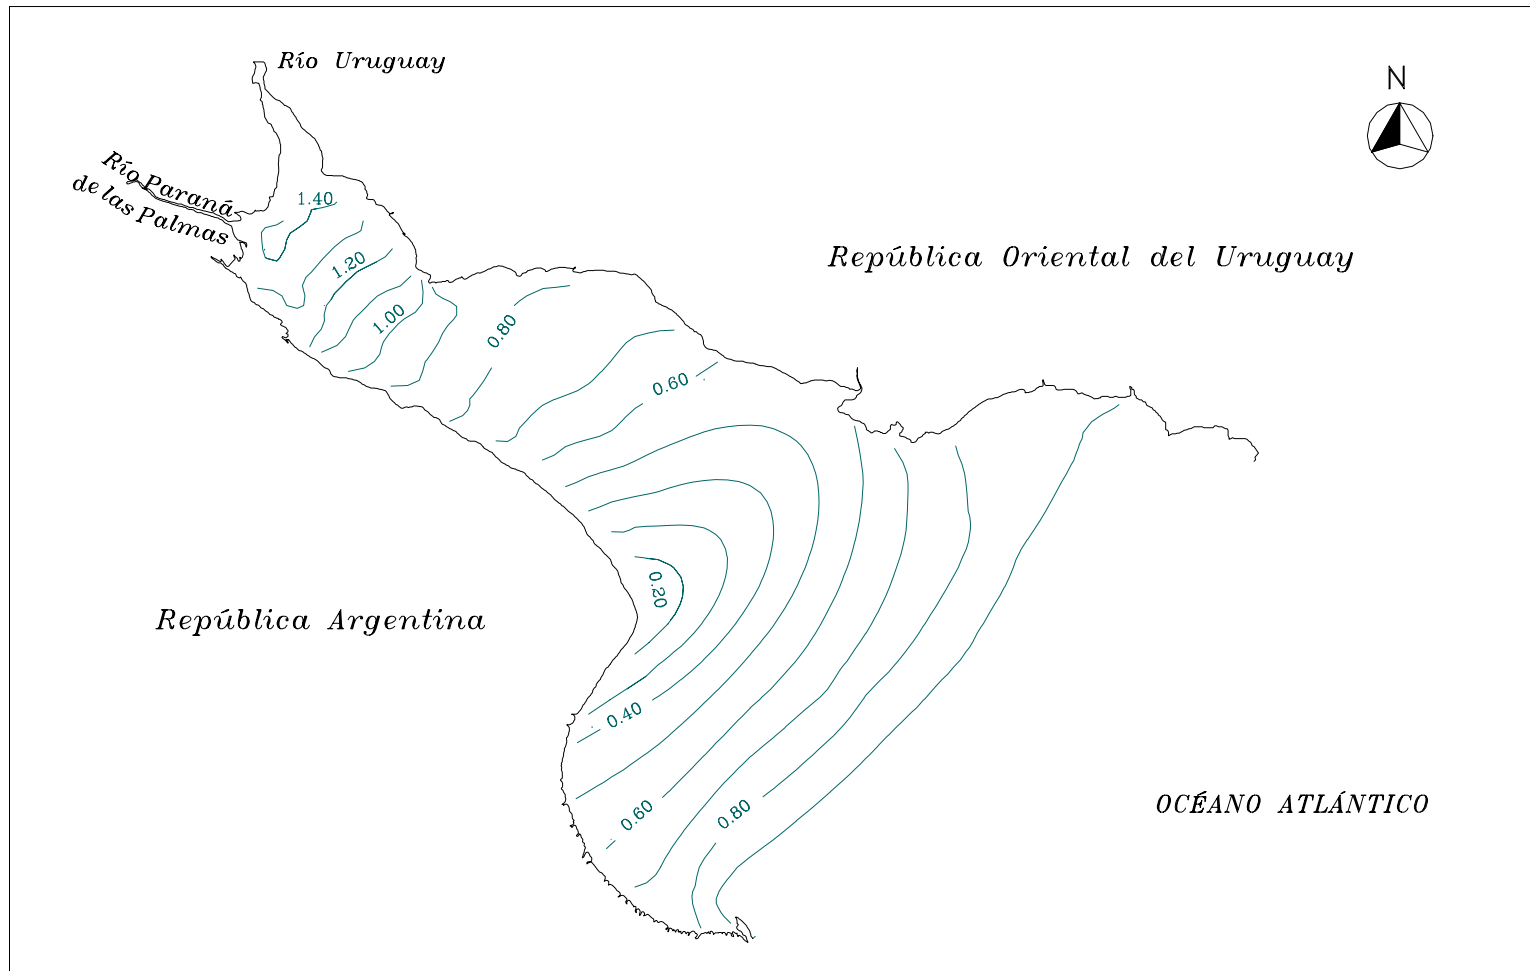 Río Uruguay
N
Río Paraná
de las Palmas
1.40
República Oriental del Uruguay
1.20
1.00
0.80
0.60
0.20
República Argentina
0.40
OCÉANO ATLÁNTICO
0.60
0.80